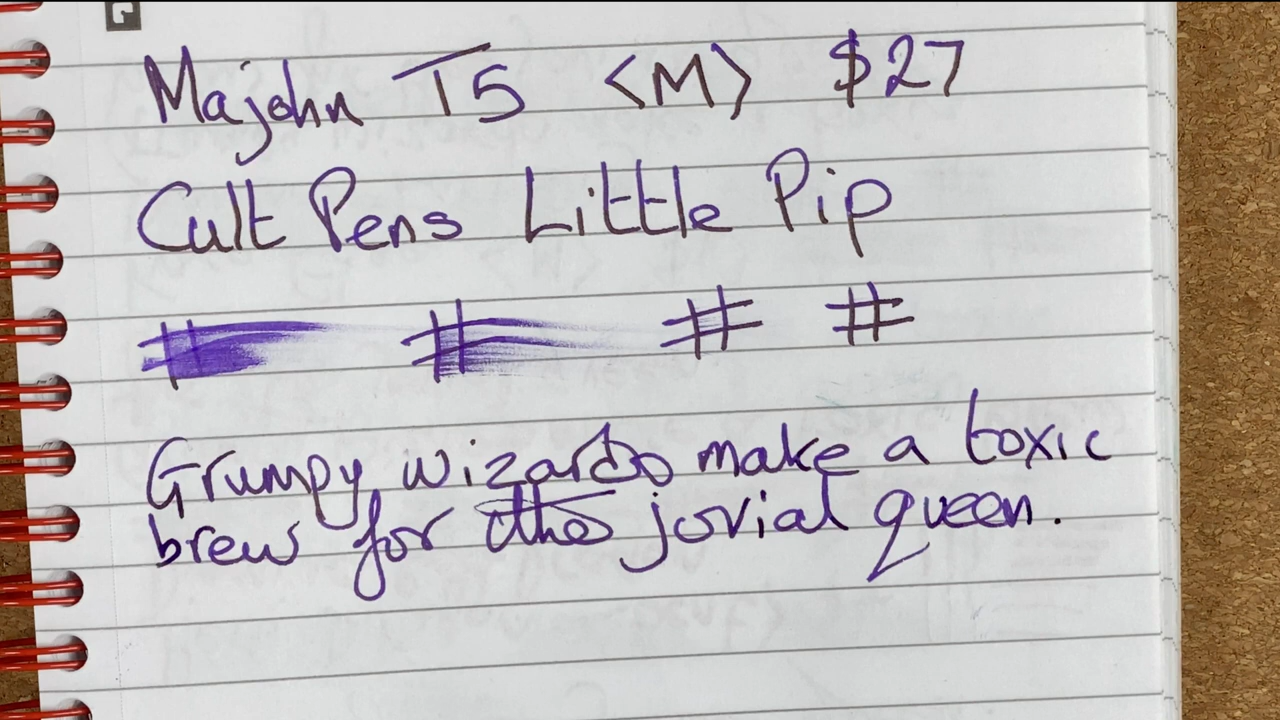 Majohn T5 <M> $27
Cult Pens Little Pip
# # # #
Grumpy wizards make a toxic
brew for the jovial queen.